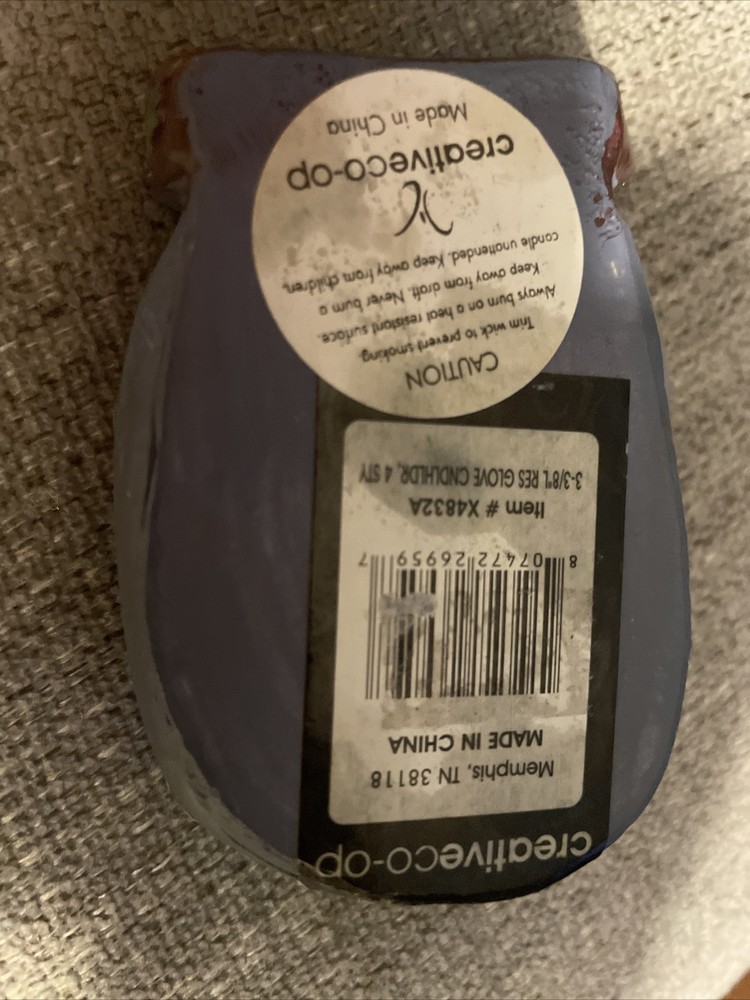 creativeco-op
Memphis, TN 38118
MADE IN CHINA
8 07472 26959 7
Item # X4832A
3-3/8"L RES GLOVE CNDLHLDR, 4 STY
CAUTION
Trim wick to prevent smoking.
Always burn on a heat resistant surface.
Keep away from draft. Never burn a
candle unattended. Keep away from children.
creativeco-op
Made in China